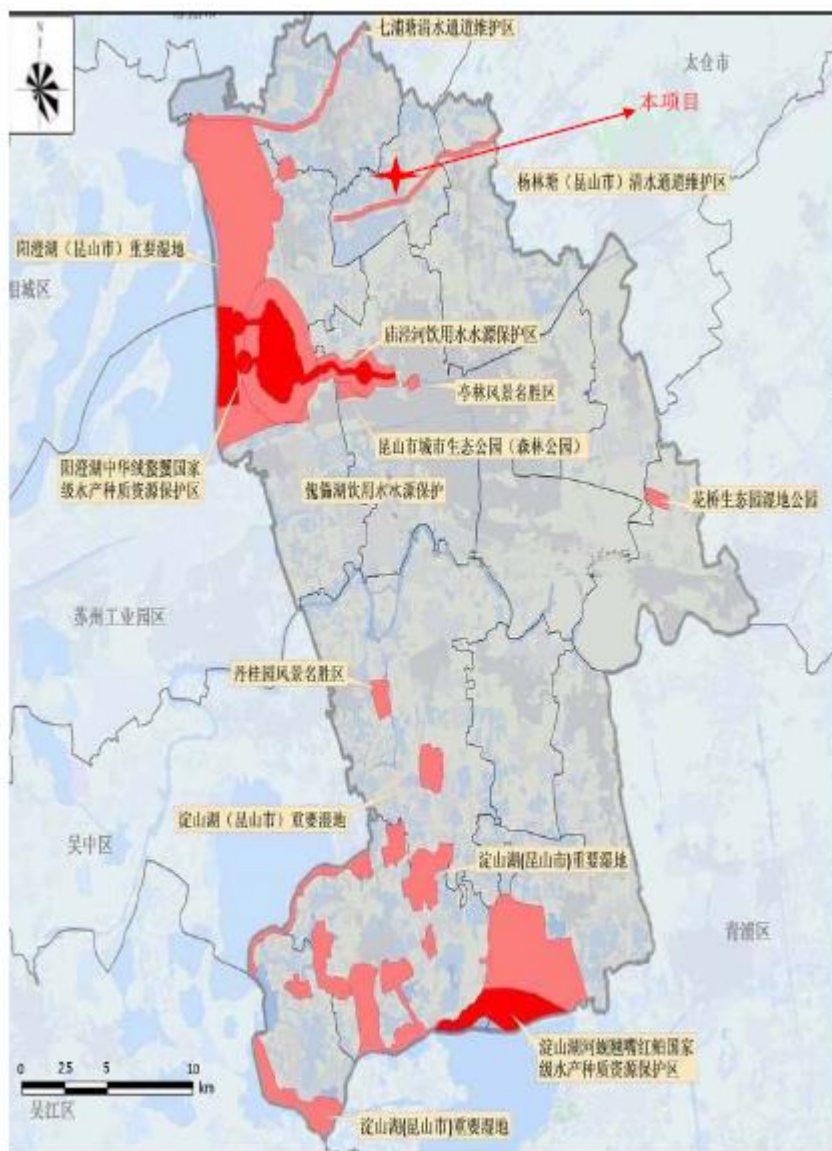 七浦塘清水通道维护区
N
太仓市
本项目
杨林塘（昆山市）清水通道维护区
阳澄湖（昆山市）重要湿地
相城区
庙泾河饮用水水源保护区
亭林风景名胜区
昆山市城市生态公园（森林公园）
阳澄湖中华绒螯蟹国家
级水产种质资源保护区
傀儡湖饮用水水源保护
花桥生态园湿地公园
苏州工业园区
丹桂园风景名胜区
淀山湖（昆山市）重要湿地
吴中区
淀山湖(昆山市)重要湿地
青浦区
淀山湖河蚬翘嘴红鲌国家
级水产种质资源保护区
0 2.5 5 10
km
吴江区
淀山湖(昆山市)重要湿地